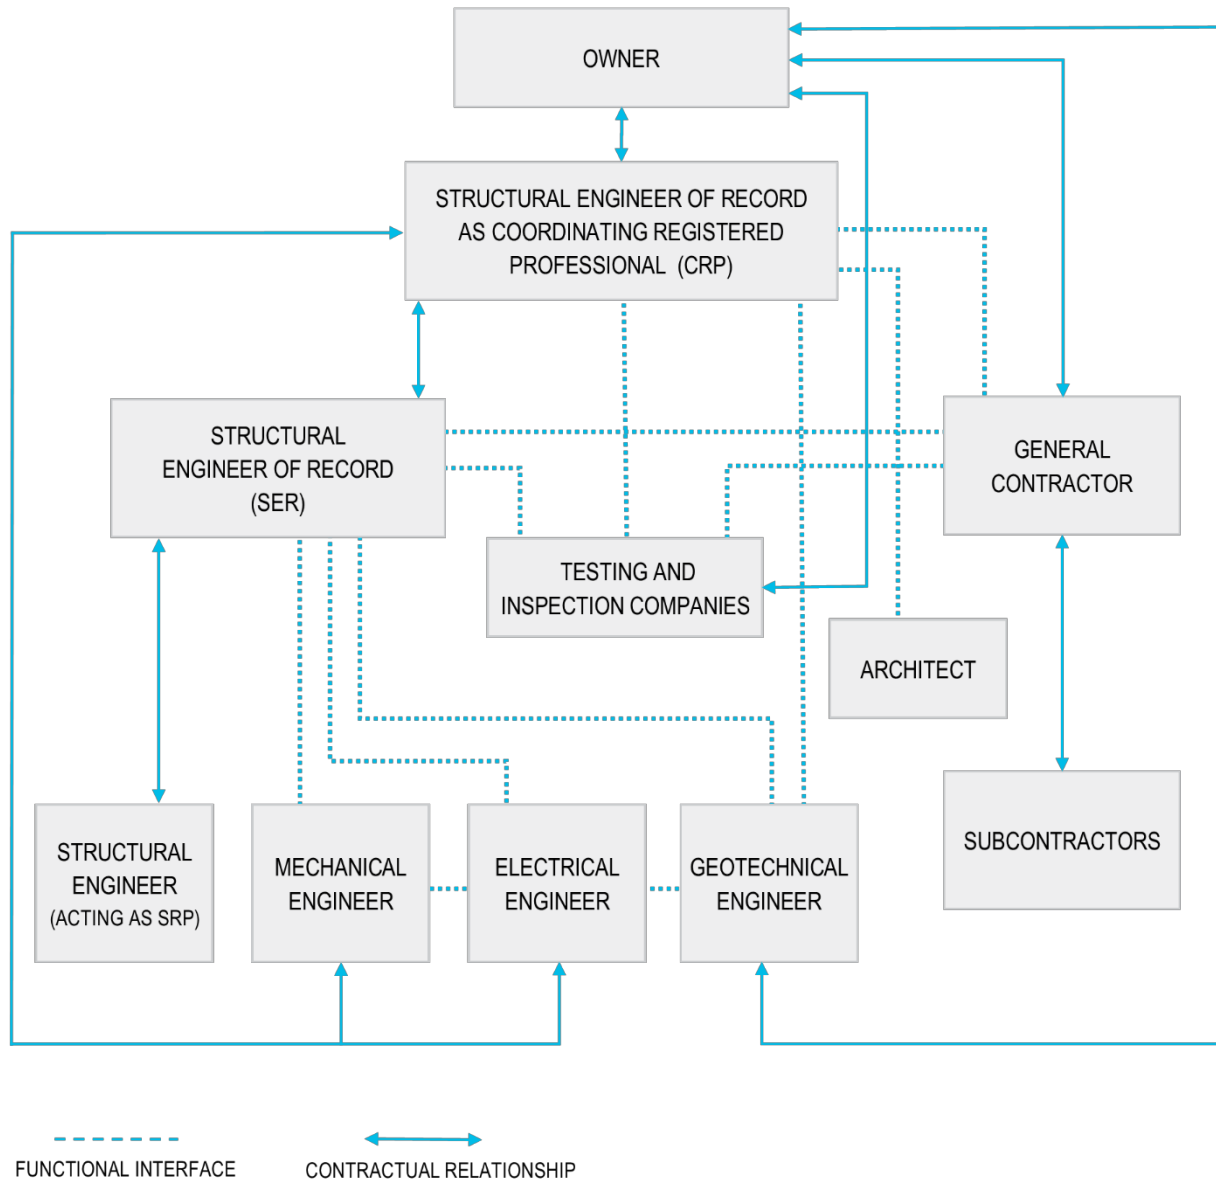 OWNER
STRUCTURAL ENGINEER OF RECORD
AS COORDINATING REGISTERED
PROFESSIONAL (CRP)
STRUCTURAL
ENGINEER OF RECORD
(SER)
GENERAL
CONTRACTOR
TESTING AND
INSPECTION COMPANIES
ARCHITECT
STRUCTURAL
ENGINEER
(ACTING AS SRP)
MECHANICAL
ENGINEER
ELECTRICAL
ENGINEER
GEOTECHNICAL
ENGINEER
SUBCONTRACTORS
FUNCTIONAL INTERFACE
CONTRACTUAL RELATIONSHIP